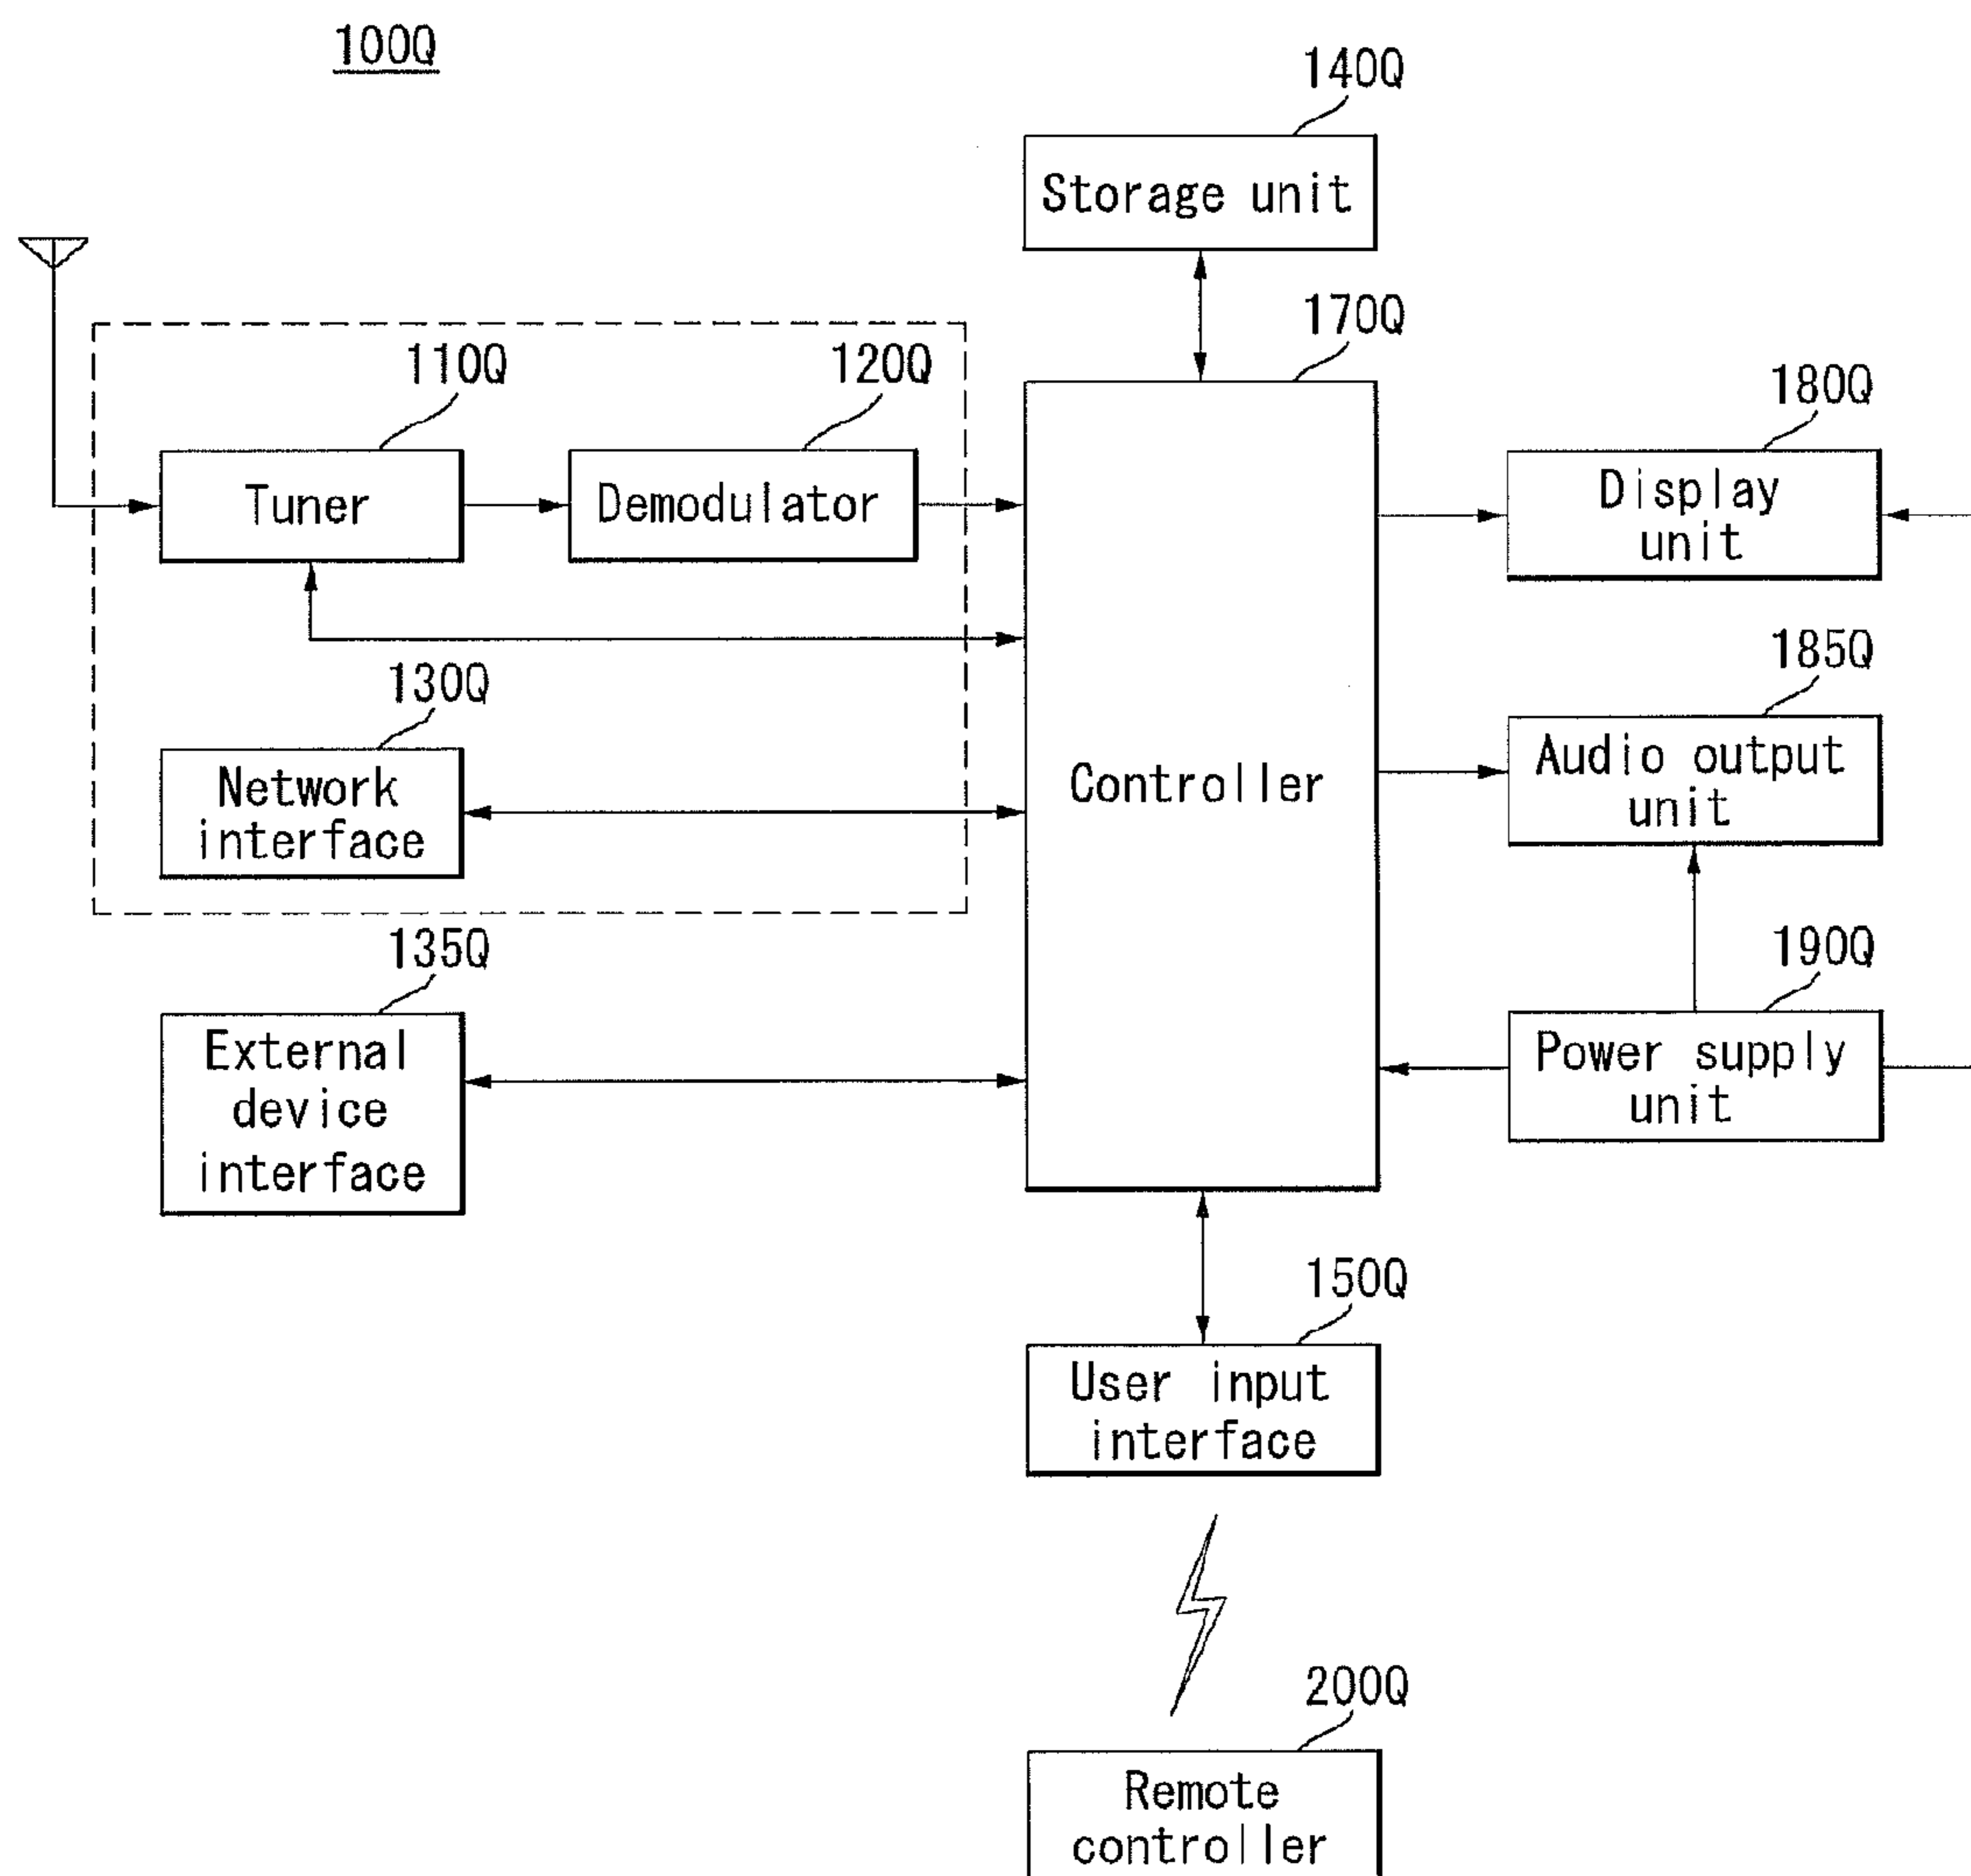 100Q
140Q
Storage unit
170Q
110Q
120Q
180Q
Tuner
Demodulator
Display
unit
130Q
185Q
Network
interface
Controller
Audio output
unit
135Q
190Q
External
device
interface
Power supply
unit
150Q
User input
interface
200Q
Remote
controller